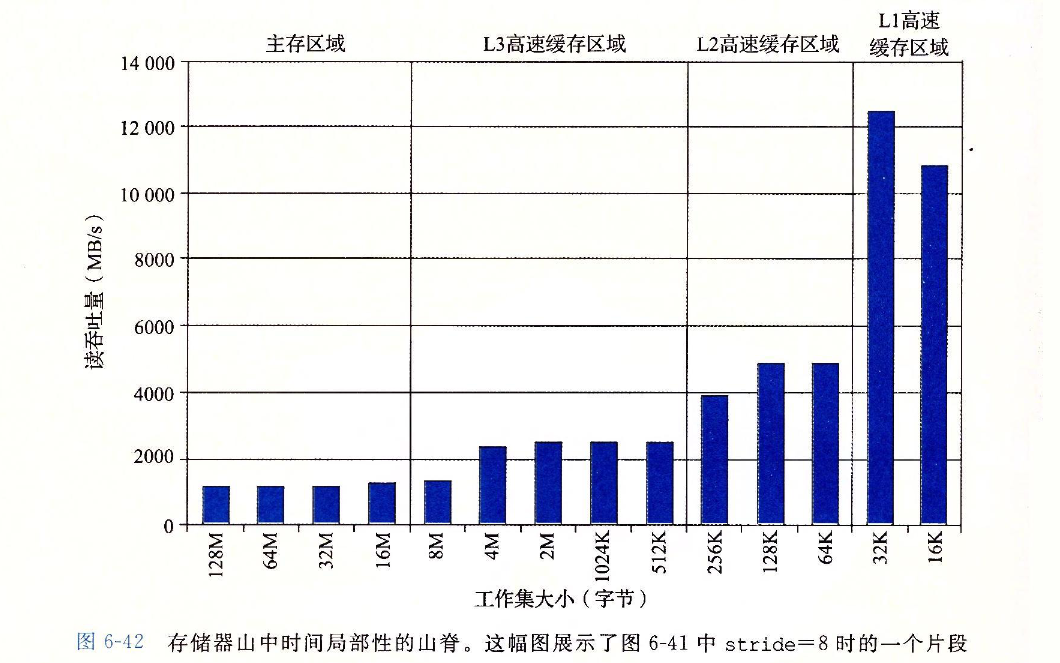 主存区域
L3高速缓存区域
L2高速缓存区域
L1高速
缓存区域
14 000
12 000
10 000
8000
6000
4000
2000
0
读吞吐量（MB/s）
128M
64M
32M
16M
8M
4M
2M
1024K
512K
256K
128K
64K
32K
16K
工作集大小（字节）
图 6-42 存储器山中时间局部性的山脊。这幅图展示了图 6-41 中 stride=8 时的一个片段